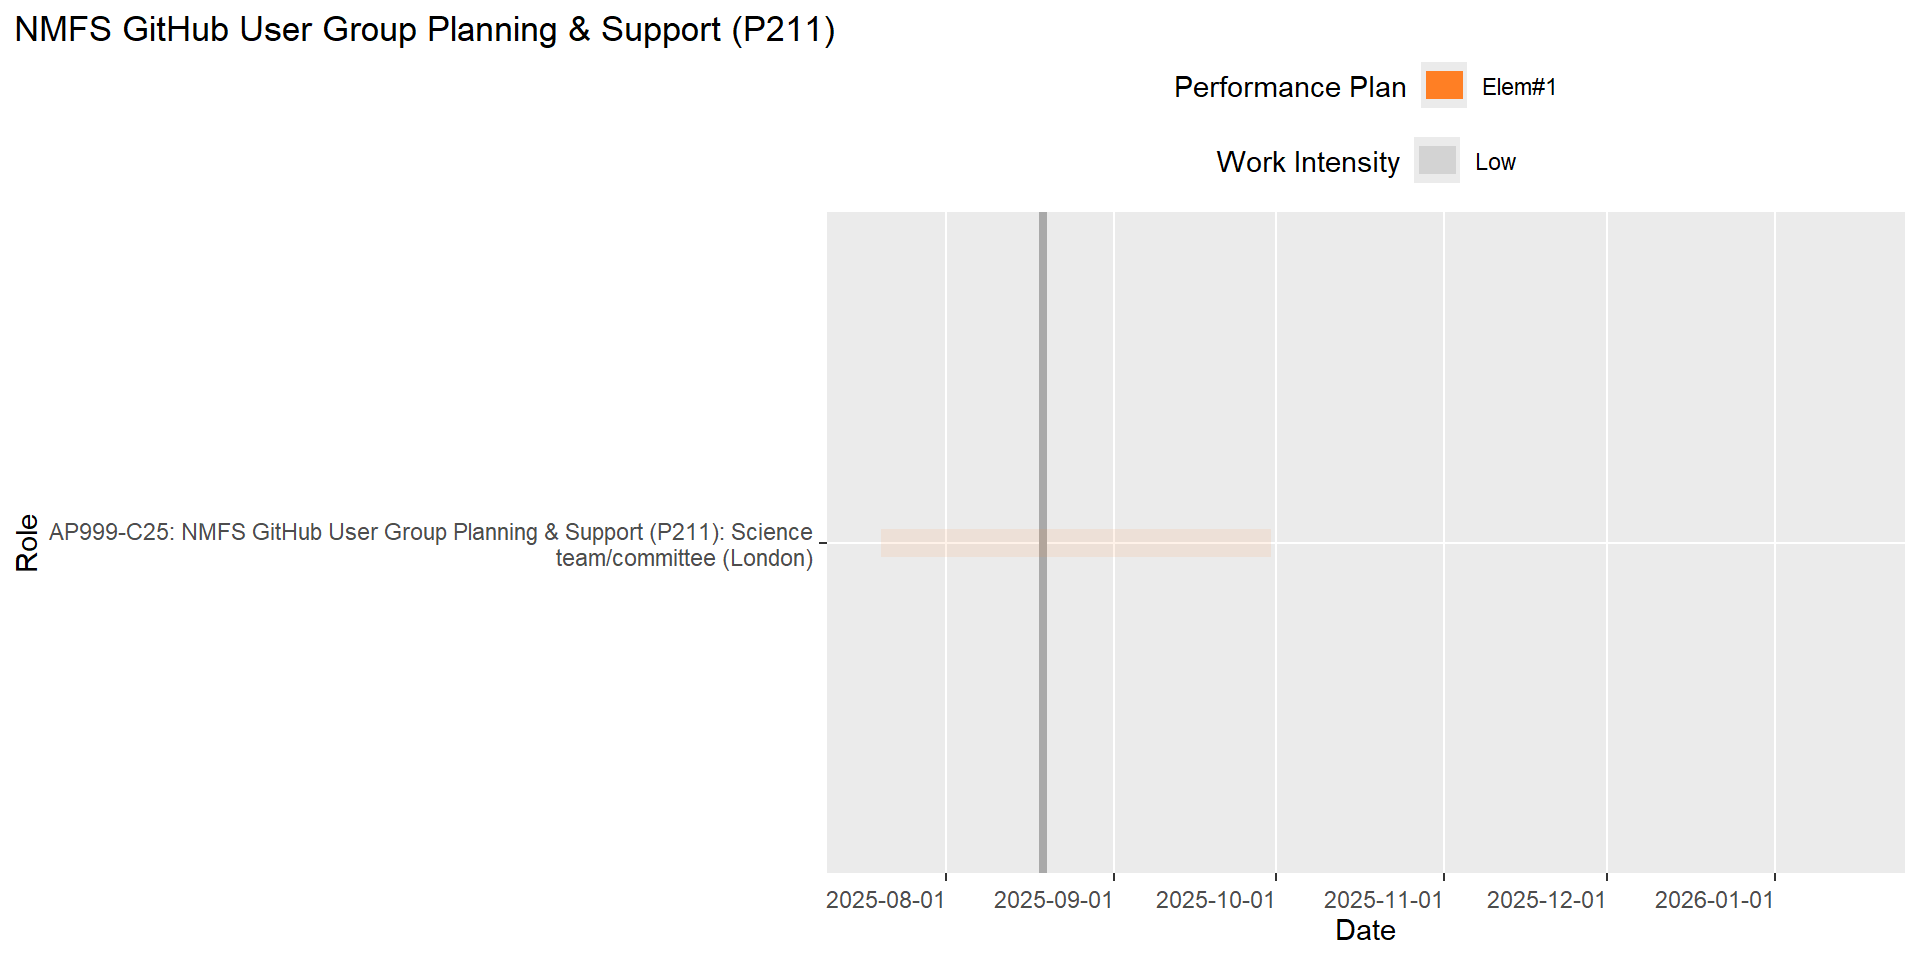 NMFS GitHub User Group Planning & Support (P211)
Performance Plan
Elem#1
Work Intensity
Low
Role
AP999-C25: NMFS GitHub User Group Planning & Support (P211): Science
team/committee (London)
2025-08-01
2025-09-01
2025-10-01
2025-11-01
2025-12-01
2026-01-01
Date